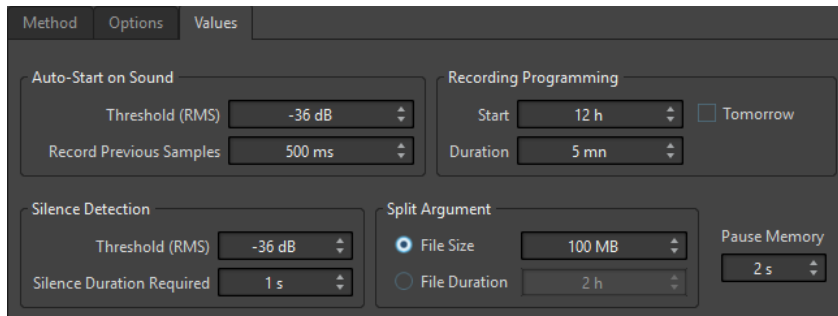 Method Options Values
Auto-Start on Sound
Threshold (RMS) -36 dB
Record Previous Samples 500 ms
Recording Programming
Start 12 h Tomorrow
Duration 5 mn
Silence Detection
Threshold (RMS) -36 dB
Silence Duration Required 1 s
Split Argument
File Size 100 MB
File Duration 2 h
Pause Memory
2 s